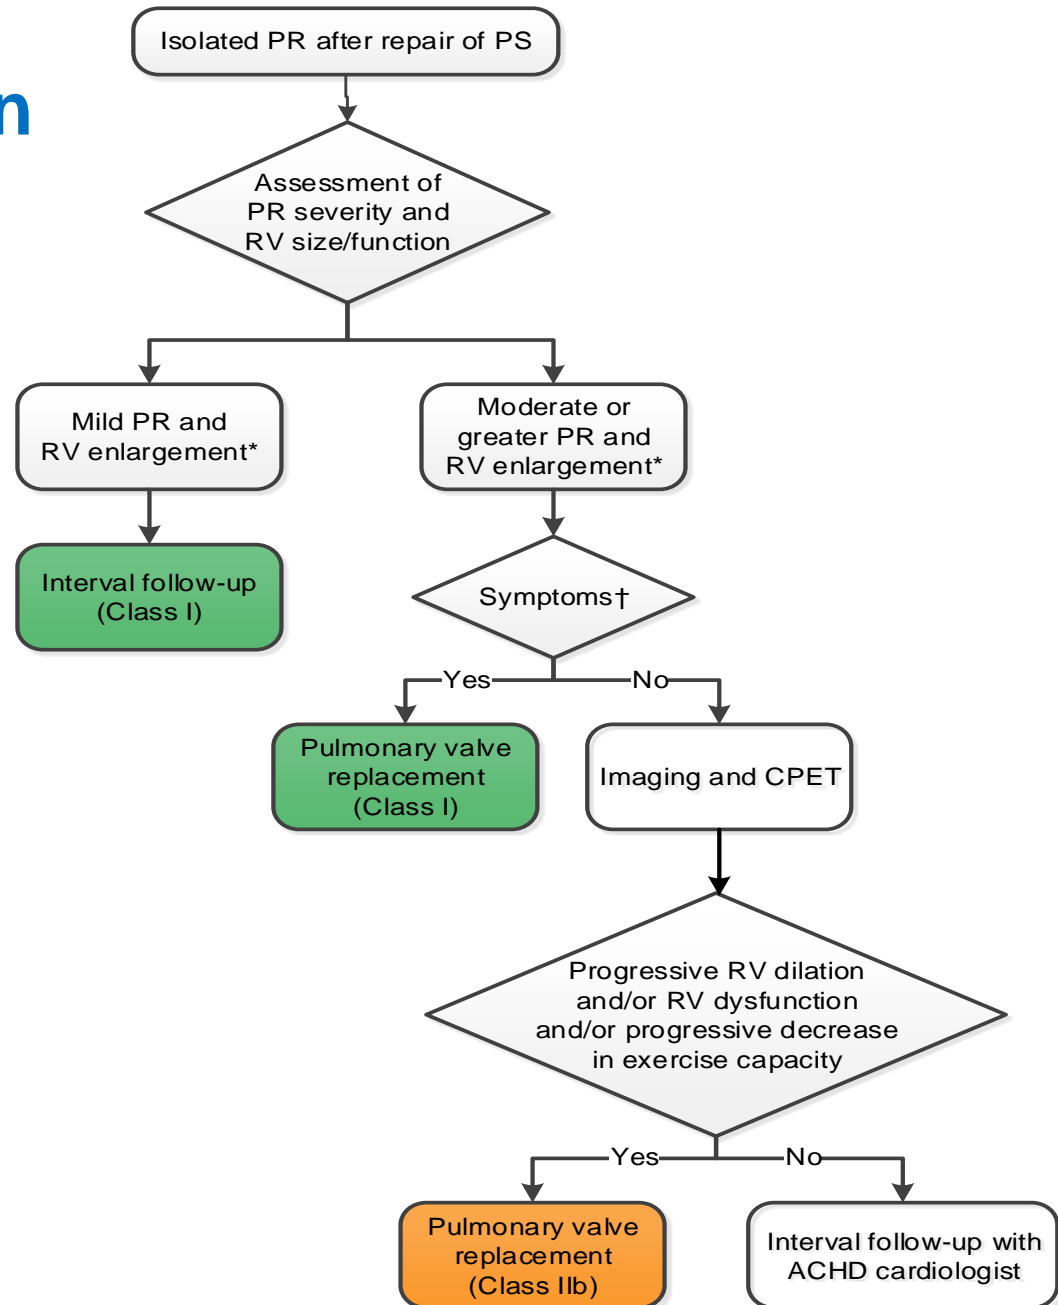 Isolated PR after repair of PS
n
Assessment of
PR severity and
RV size/function
Mild PR and
RV enlargement*
Moderate or
greater PR and
RV enlargement*
Interval follow-up
(Class I)
Symptoms†
Yes
No
Pulmonary valve
replacement
(Class I)
Imaging and CPET
Progressive RV dilation
and/or RV dysfunction
and/or progressive decrease
in exercise capacity
Yes
No
Pulmonary valve
replacement
(Class IIb)
Interval follow-up with
ACHD cardiologist